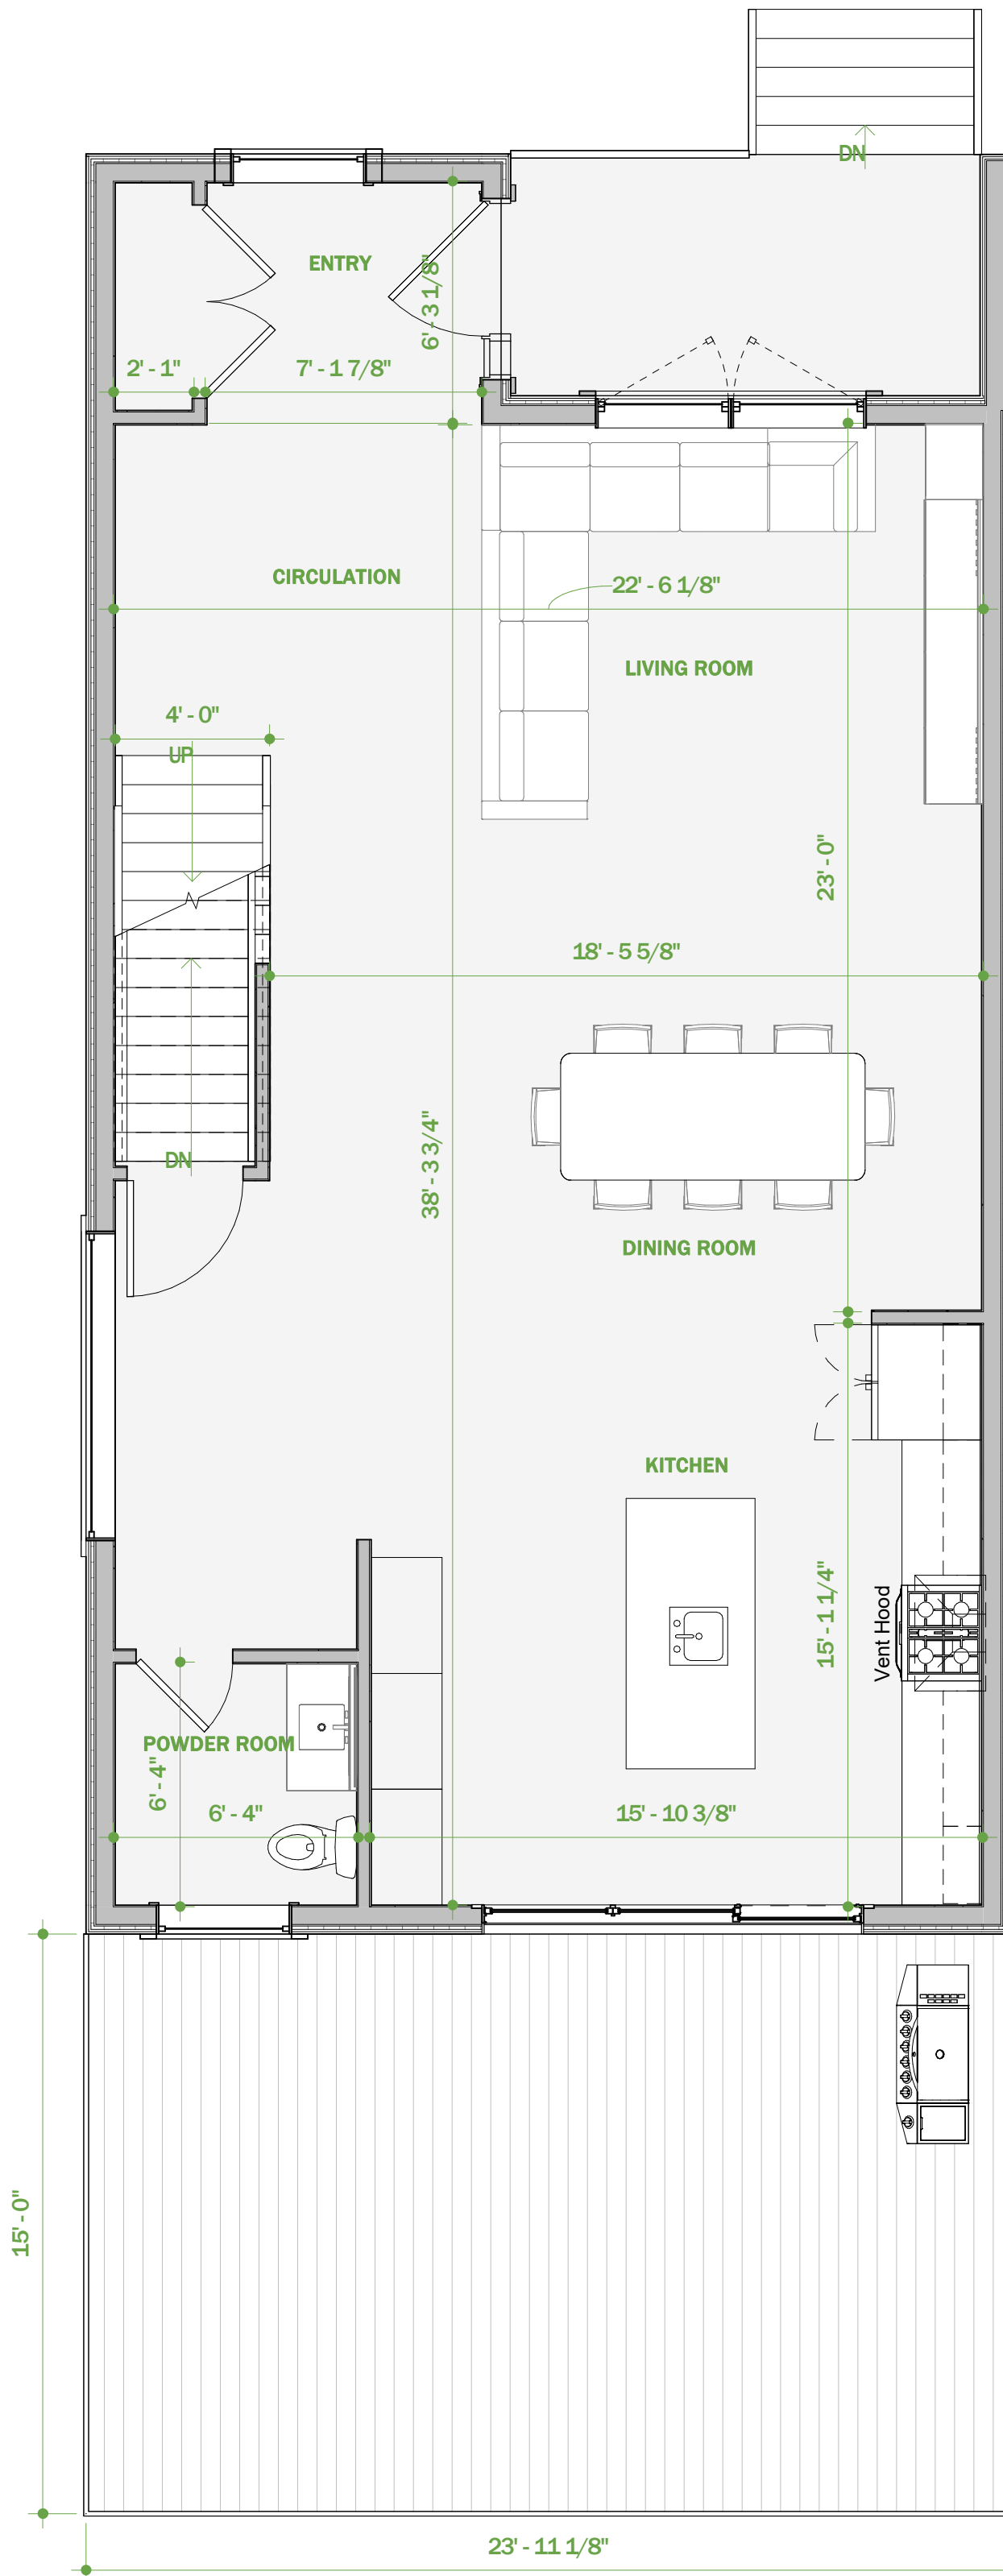 DN
ENTRY
6' - 3 1/8"
2' - 1"
7' - 1 7/8"
CIRCULATION
22' - 6 1/8"
LIVING ROOM
4' - 0"
UP
23' - 0"
18' - 5 5/8"
38' - 3 3/4"
DN
DINING ROOM
KITCHEN
15' - 1 1/4"
Vent Hood
POWDER ROOM
6' - 4"
6' - 4"
15' - 10 3/8"
15' - 0"
23' - 11 1/8"